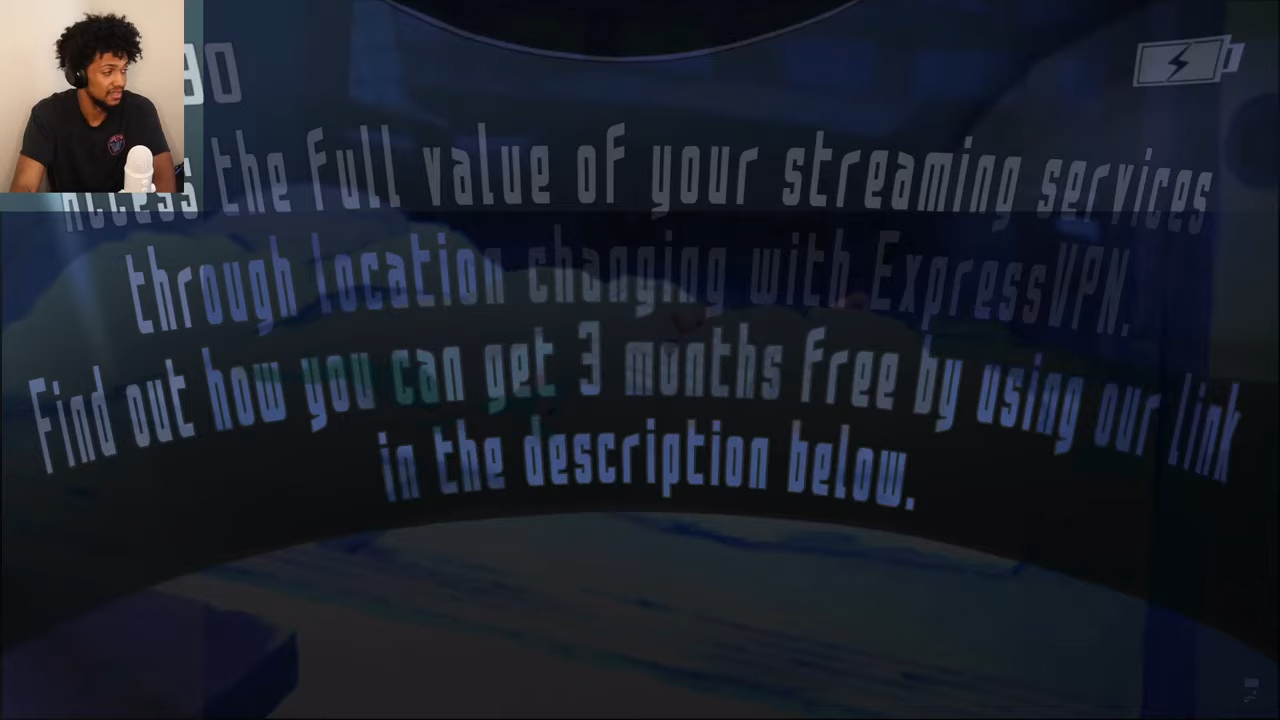 Access the Full value of your streaming services
through location changing with ExpressVPN.
Find out how you can get 3 months free by using our link
in the description below.